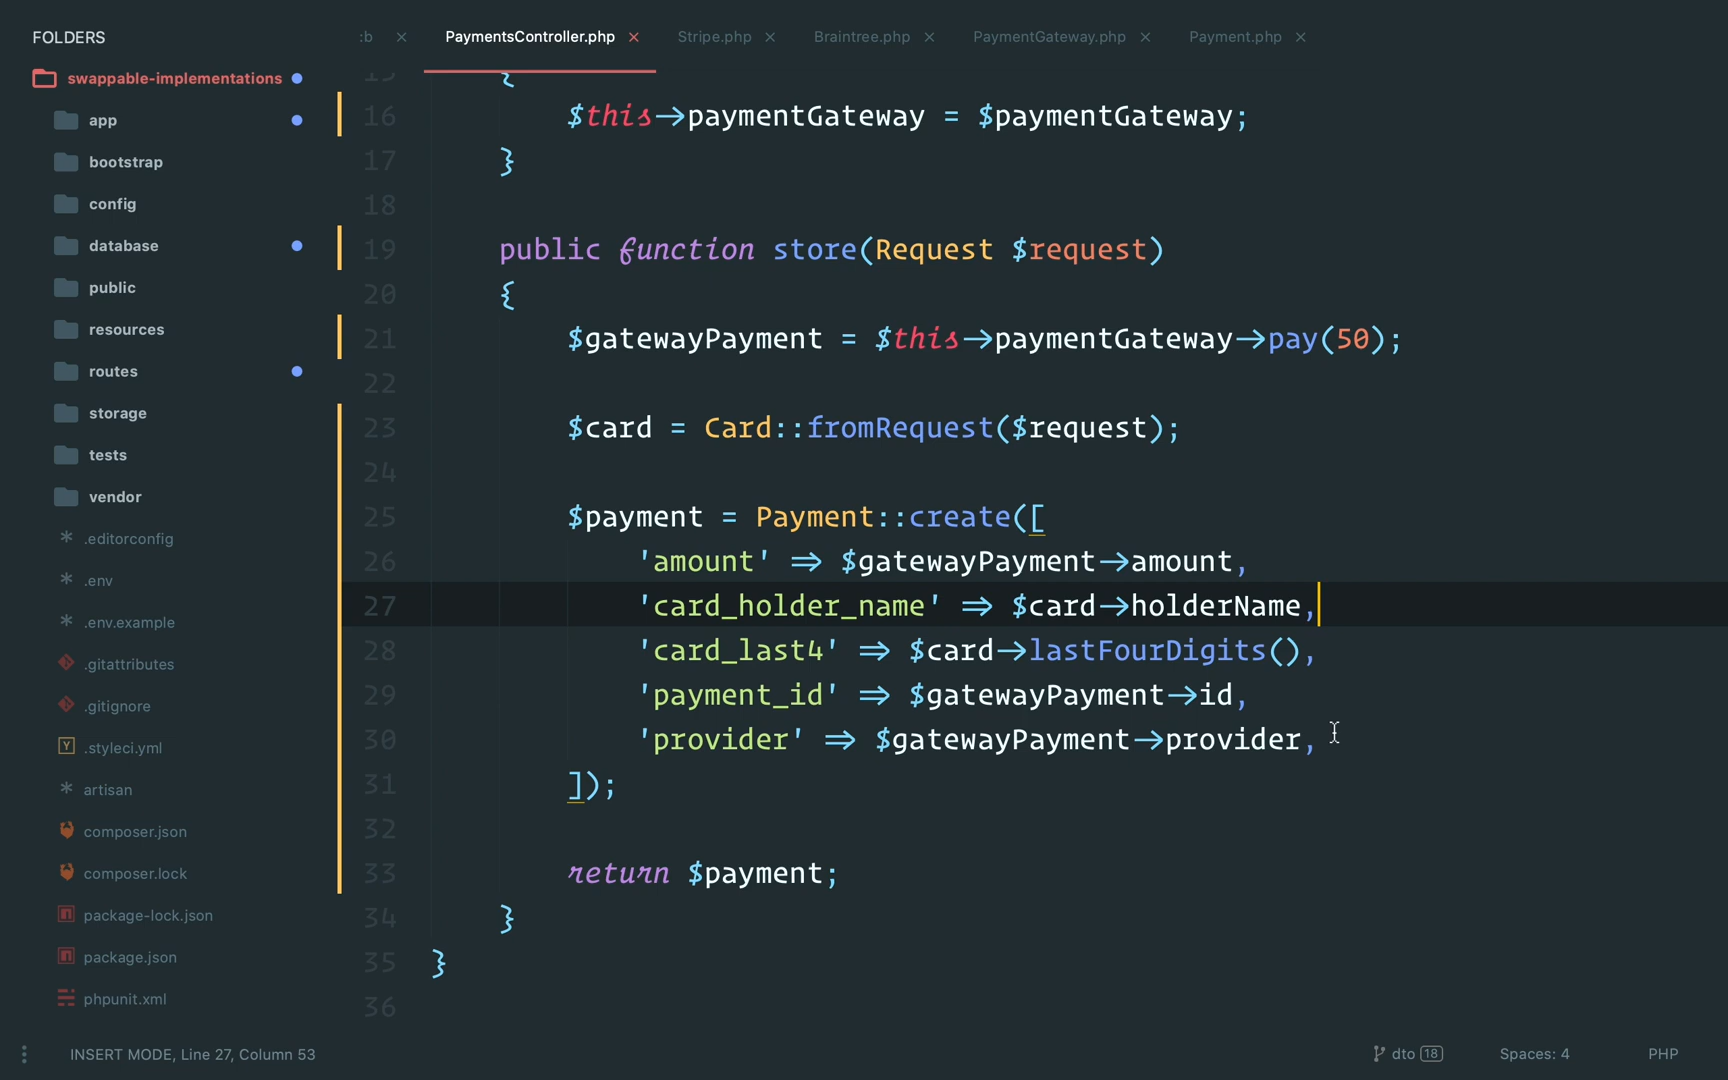 FOLDERS
swappable-implementations
app
bootstrap
config
database
public
resources
routes
storage
tests
vendor
.editorconfig
.env
.env.example
.gitattributes
.gitignore
.styleci.yml
artisan
composer.json
composer.lock
package-lock.json
package.json
phpunit.xml
:b × PaymentsController.php × Stripe.php × Braintree.php × PaymentGateway.php × Payment.php ×
15 {
16 $this->paymentGateway = $paymentGateway;
17 }
18
19 public function store(Request $request)
20 {
21 $gatewayPayment = $this->paymentGateway->pay(50);
22
23 $card = Card::fromRequest($request);
24
25 $payment = Payment::create([
26 'amount' => $gatewayPayment->amount,
27 'card_holder_name' => $card->holderName,
28 'card_last4' => $card->lastFourDigits(),
29 'payment_id' => $gatewayPayment->id,
30 'provider' => $gatewayPayment->provider,
31 ]);
32
33 return $payment;
34 }
35 }
36
INSERT MODE, Line 27, Column 53 dto 18 Spaces: 4 PHP